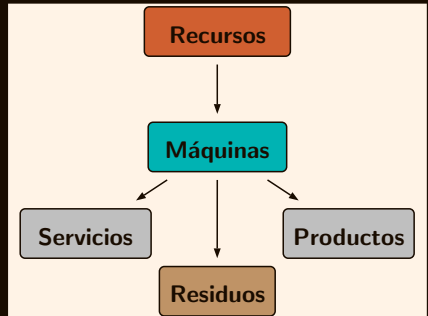 Recursos
Máquinas
Servicios
Productos
Residuos